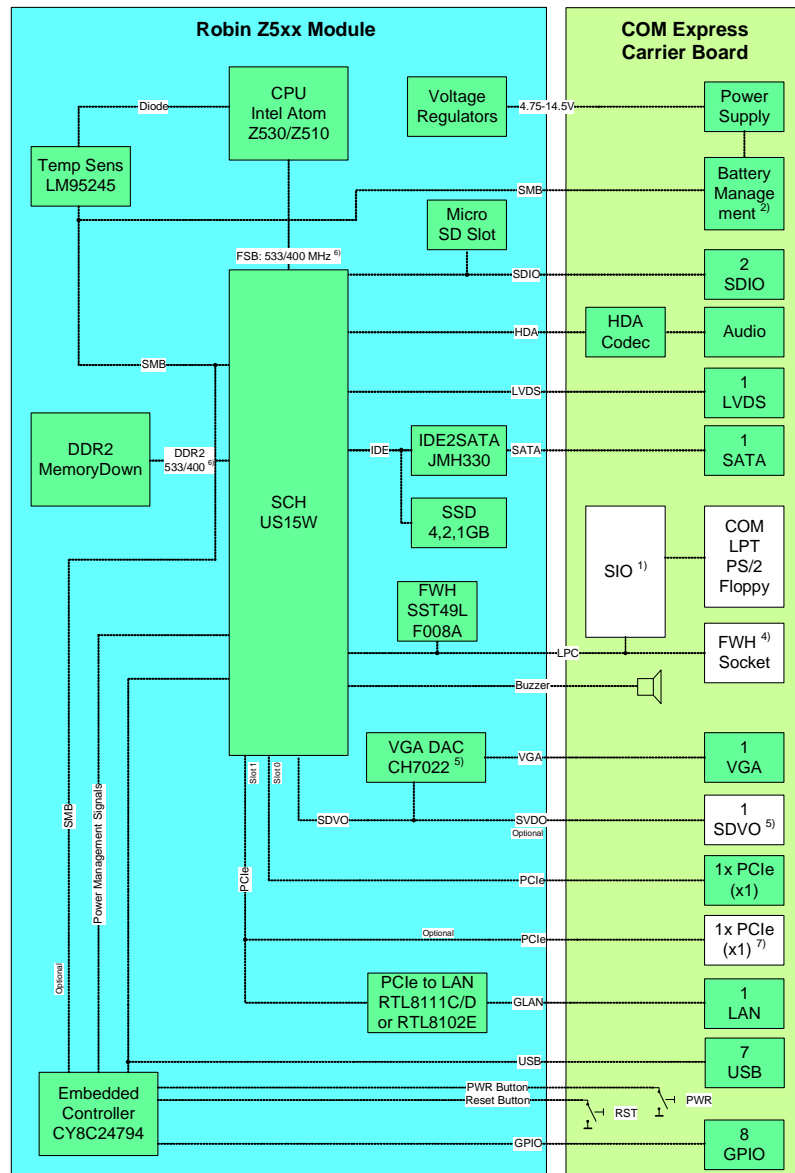 Robin Z5xx Module
COM Express
Carrier Board
CPU
Intel Atom
Z530/Z510
Voltage
Regulators
4.75-14.5V
Power
Supply
Diode
Temp Sens
LM95245
SMB
Battery
Manage
ment 2)
Micro
SD Slot
FSB: 533/400 MHz 6)
SDIO
2
SDIO
HDA
HDA
Codec
Audio
SMB
LVDS
1
LVDS
DDR2
MemoryDown
DDR2
533/400 6)
IDE
IDE2SATA
JMH330
SATA
1
SATA
SCH
US15W
SSD
4,2,1GB
SIO 1)
COM
LPT
PS/2
Floppy
FWH
SST49L
F008A
LPC
FWH 4)
Socket
Buzzer
VGA DAC
CH7022 5)
VGA
1
VGA
Slot 1
Slot 0
SDVO
SVDO
Optional
1
SDVO 5)
SMB
Power Management Signals
PCIe
PCIe
1x PCIe
(x1)
Optional
Optional
PCIe
1x PCIe
(x1) 7)
PCIe to LAN
RTL8111C/D
or RTL8102E
GLAN
1
LAN
USB
7
USB
Embedded
Controller
CY8C24794
PWR Button
Reset Button
RST
PWR
GPIO
8
GPIO